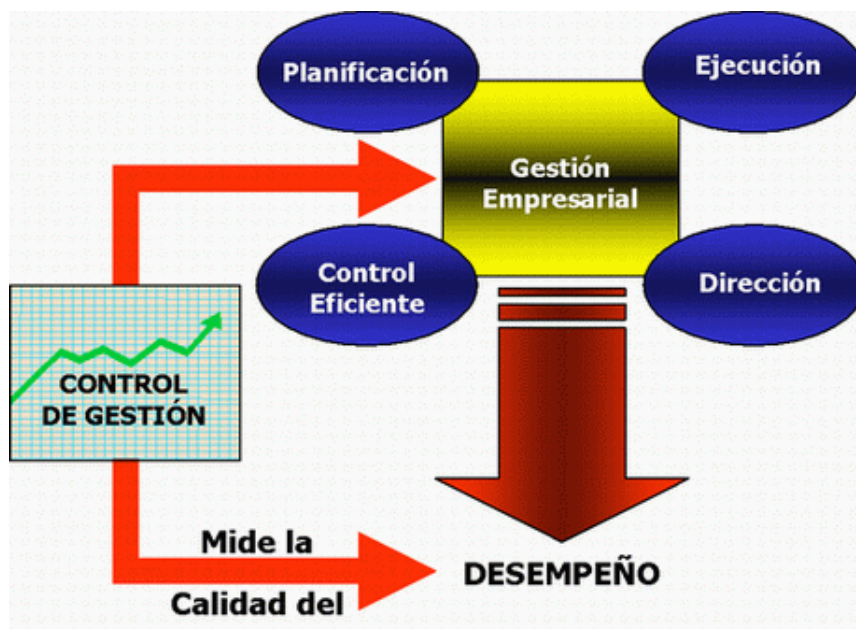 Planificación
Ejecución
Gestión
Empresarial
Control
Eficiente
Dirección
CONTROL
DE GESTIÓN
Mide la
Calidad del
DESEMPEÑO